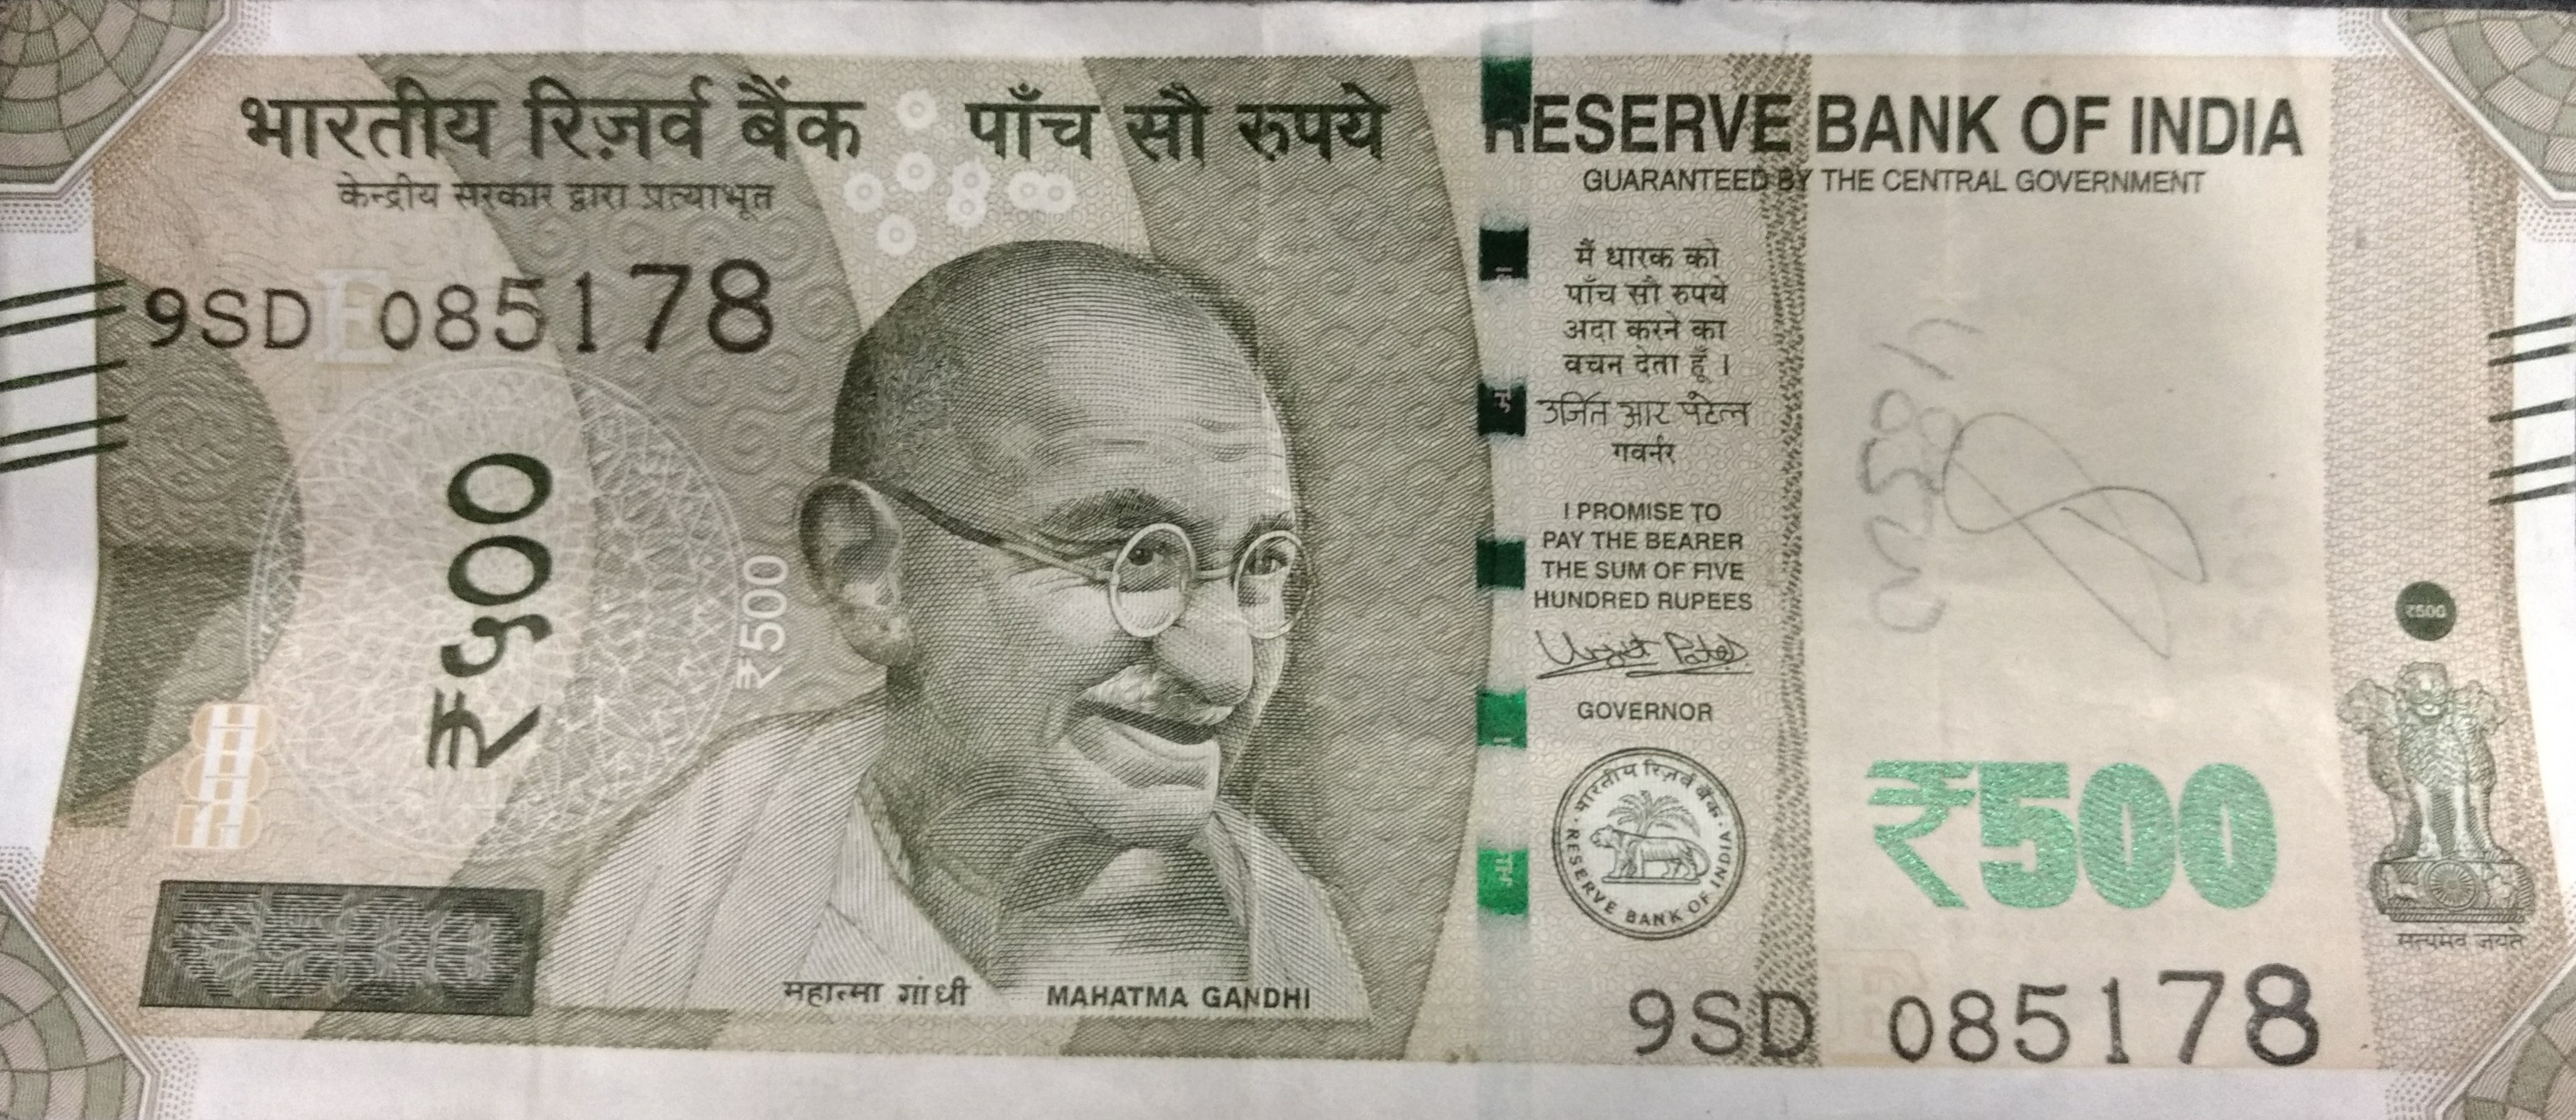 भारतीय रिज़र्व बैंक
केन्द्रीय सरकार द्वारा प्रत्याभूत
पाँच सौ रुपये
RESERVE BANK OF INDIA
GUARANTEED BY THE CENTRAL GOVERNMENT
9SD 085178
E
₹५००
₹500
मैं धारक को
पाँच सौ रुपये
अदा करने का
वचन देता हूँ ।
उर्जित आर पटेल
गवर्नर
I PROMISE TO
PAY THE BEARER
THE SUM OF FIVE
HUNDRED RUPEES
Urjit Patel
GOVERNOR
भारतीय रिज़र्व बैंक
RESERVE BANK OF INDIA
₹500
₹500
सत्यमेव जयते
महात्मा गांधी
MAHATMA GANDHI
9SD 085178